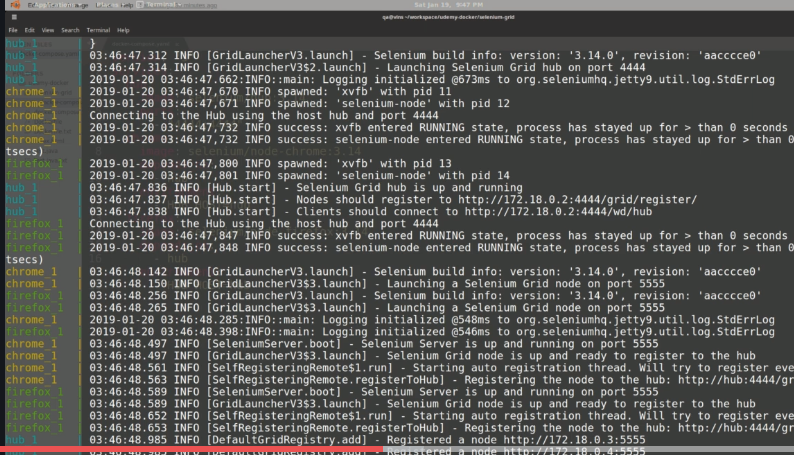 Sat Jan 19, 9:47 PM
qa@vins ~/workspace/udemy-docker/selenium-grid
File Edit View Search Terminal Help
hub_1 | }
hub_1 | 03:46:47.312 INFO [GridLauncherV3.launch] - Selenium build info: version: '3.14.0', revision: 'aacccce0'
hub_1 | 03:46:47.314 INFO [GridLauncherV3$2.launch] - Launching Selenium Grid hub on port 4444
hub_1 | 2019-01-20 03:46:47.662:INFO::main: Logging initialized @673ms to org.seleniumhq.jetty9.util.log.StdErrLog
chrome_1 | 2019-01-20 03:46:47,670 INFO spawned: 'xvfb' with pid 11
chrome_1 | 2019-01-20 03:46:47,671 INFO spawned: 'selenium-node' with pid 12
chrome_1 | Connecting to the Hub using the host hub and port 4444
chrome_1 | 2019-01-20 03:46:47,732 INFO success: xvfb entered RUNNING state, process has stayed up for > than 0 seconds
chrome_1 | 2019-01-20 03:46:47,732 INFO success: selenium-node entered RUNNING state, process has stayed up for > than 0
tsecs)
firefox_1 | 2019-01-20 03:46:47,800 INFO spawned: 'xvfb' with pid 13
firefox_1 | 2019-01-20 03:46:47,801 INFO spawned: 'selenium-node' with pid 14
hub_1 | 03:46:47.836 INFO [Hub.start] - Selenium Grid hub is up and running
hub_1 | 03:46:47.837 INFO [Hub.start] - Nodes should register to http://172.18.0.2:4444/grid/register/
hub_1 | 03:46:47.838 INFO [Hub.start] - Clients should connect to http://172.18.0.2:4444/wd/hub
firefox_1 | Connecting to the Hub using the host hub and port 4444
firefox_1 | 2019-01-20 03:46:47,847 INFO success: xvfb entered RUNNING state, process has stayed up for > than 0 seconds
firefox_1 | 2019-01-20 03:46:47,848 INFO success: selenium-node entered RUNNING state, process has stayed up for > than 0
tsecs)
chrome_1 | 03:46:48.142 INFO [GridLauncherV3.launch] - Selenium build info: version: '3.14.0', revision: 'aacccce0'
chrome_1 | 03:46:48.150 INFO [GridLauncherV3$3.launch] - Launching a Selenium Grid node on port 5555
firefox_1 | 03:46:48.256 INFO [GridLauncherV3.launch] - Selenium build info: version: '3.14.0', revision: 'aacccce0'
firefox_1 | 03:46:48.265 INFO [GridLauncherV3$3.launch] - Launching a Selenium Grid node on port 5555
chrome_1 | 2019-01-20 03:46:48.285:INFO::main: Logging initialized @548ms to org.seleniumhq.jetty9.util.log.StdErrLog
firefox_1 | 2019-01-20 03:46:48.398:INFO::main: Logging initialized @546ms to org.seleniumhq.jetty9.util.log.StdErrLog
chrome_1 | 03:46:48.497 INFO [SeleniumServer.boot] - Selenium Server is up and running on port 5555
chrome_1 | 03:46:48.497 INFO [GridLauncherV3$3.launch] - Selenium Grid node is up and ready to register to the hub
chrome_1 | 03:46:48.561 INFO [SelfRegisteringRemote$1.run] - Starting auto registration thread. Will try to register eve
chrome_1 | 03:46:48.563 INFO [SelfRegisteringRemote.registerToHub] - Registering the node to the hub: http://hub:4444/gr
firefox_1 | 03:46:48.589 INFO [SeleniumServer.boot] - Selenium Server is up and running on port 5555
firefox_1 | 03:46:48.589 INFO [GridLauncherV3$3.launch] - Selenium Grid node is up and ready to register to the hub
firefox_1 | 03:46:48.652 INFO [SelfRegisteringRemote$1.run] - Starting auto registration thread. Will try to register eve
firefox_1 | 03:46:48.653 INFO [SelfRegisteringRemote.registerToHub] - Registering the node to the hub: http://hub:4444/gr
hub_1 | 03:46:48.985 INFO [DefaultGridRegistry.add] - Registered a node http://172.18.0.3:5555
hub_1 | 03:46:48.985 INFO [DefaultGridRegistry.add] - Registered a node http://172.18.0.4:5555